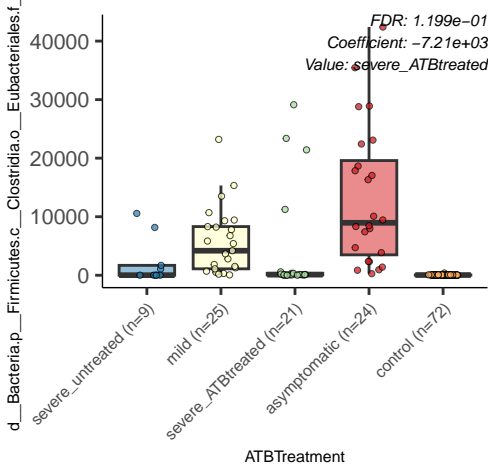 FDR: 1.199e−01
Coefficient: −7.21e+03
Value: severe_ATBtreated
d__Bacteria.p__Firmicutes.c__Clostridia.o__Eubacteriales.f_
40000
30000
20000
10000
0
severe_untreated (n=9)
mild (n=25)
severe_ATBtreated (n=21)
asymptomatic (n=24)
control (n=72)
ATBTreatment